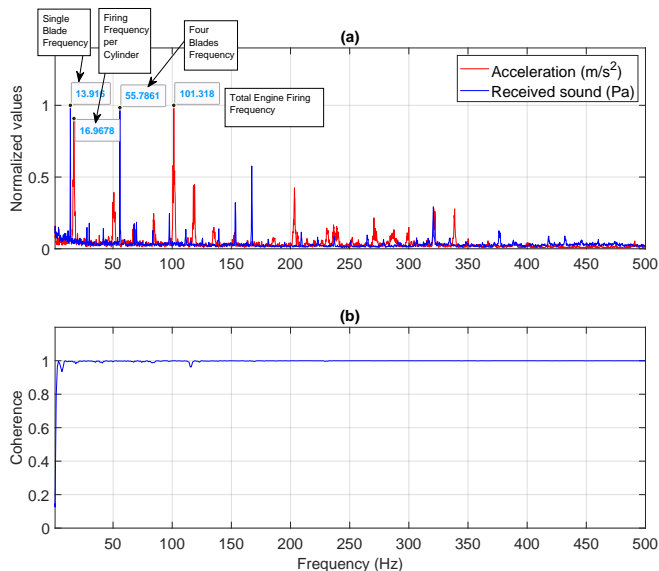 Single
Blade
Frequency
Firing
Frequency
per
Cylinder
Four
Blades
Frequency
(a)
Acceleration (m/s²)
Received sound (Pa)
13.916
55.7861
101.318
Total Engine Firing
Frequency
16.9678
Normalized values
1
0.5
0
50
100
150
200
250
300
350
400
450
500
(b)
Coherence
1
0.8
0.6
0.4
0.2
0
50
100
150
200
250
300
350
400
450
500
Frequency (Hz)